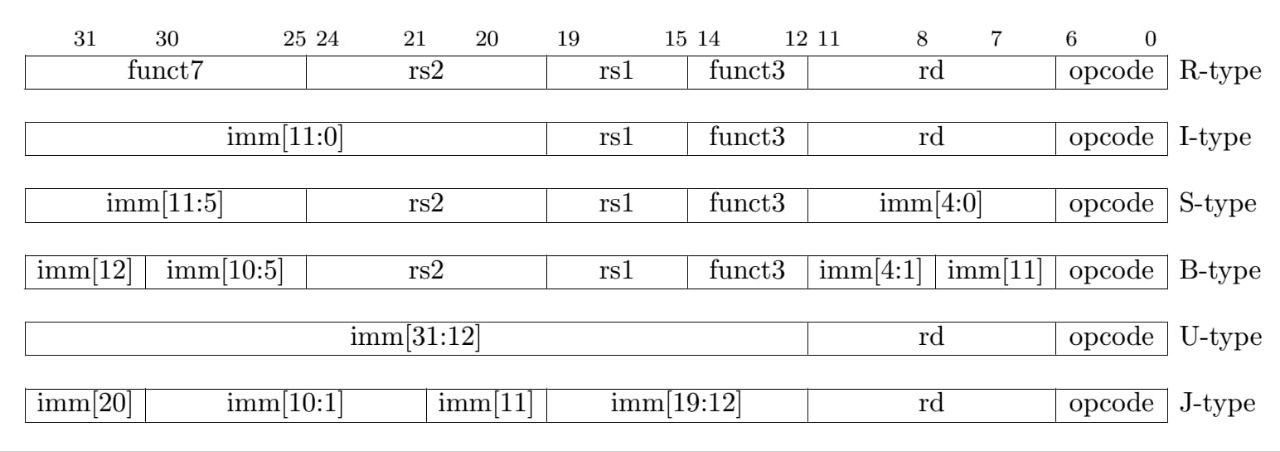 31 30 25 24 21 20 19 15 14 12 11 8 7 6 0
funct7 rs2 rs1 funct3 rd opcode R-type
imm[11:0] rs1 funct3 rd opcode I-type
imm[11:5] rs2 rs1 funct3 imm[4:0] opcode S-type
imm[12] imm[10:5] rs2 rs1 funct3 imm[4:1] imm[11] opcode B-type
imm[31:12] rd opcode U-type
imm[20] imm[10:1] imm[11] imm[19:12] rd opcode J-type